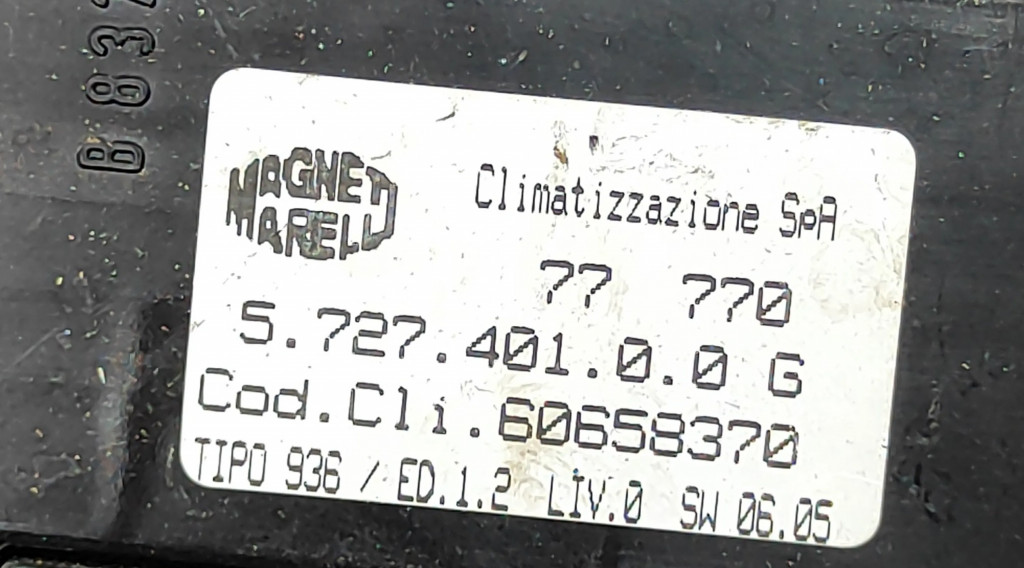 B837
MAGNETI
MARELLI
Climatizzazione SpA
77 770
5.727.401.0.0 G
Cod.Cli.60658370
TIPO 936 / ED.1.2 LIV.0 SW 06.05